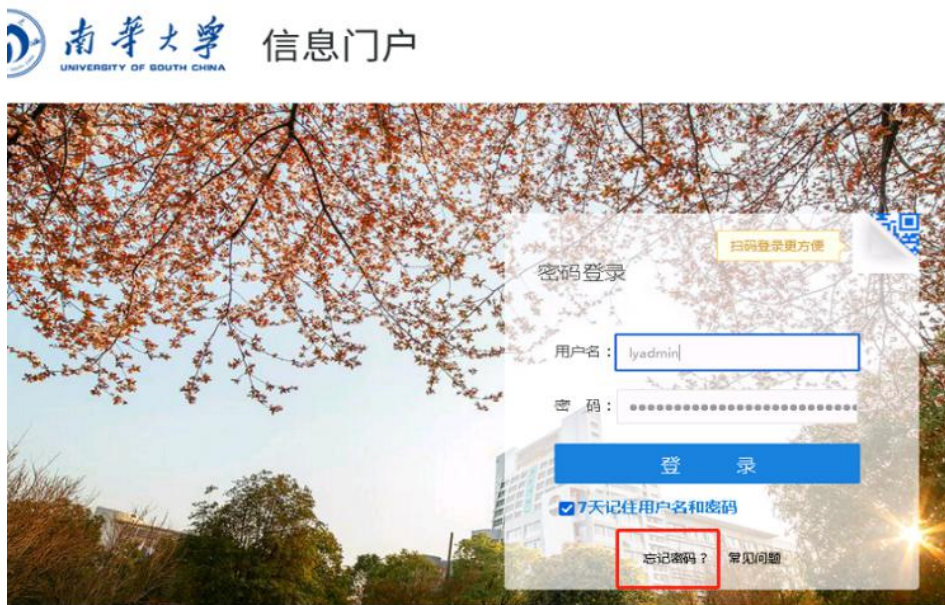 南华大学 信息门户
UNIVERSITY OF SOUTH CHINA
扫码登录更方便
密码登录
用户名： lyadmin
密 码：
登 录
7天记住用户名和密码
忘记密码？ 常见问题